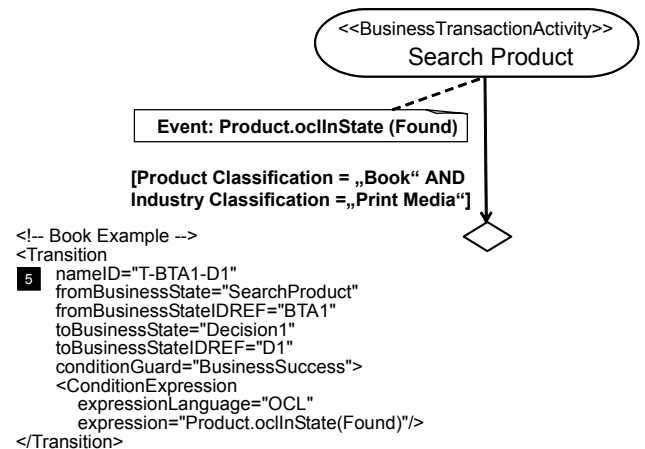 <<BusinessTransactionActivity>>
Search Product
Event: Product.oclInState (Found)
[Product Classification = „Book“ AND
Industry Classification =„Print Media“]
<!-- Book Example -->
<Transition
5 nameID="T-BTA1-D1"
fromBusinessState="SearchProduct"
fromBusinessStateIDREF="BTA1"
toBusinessState="Decision1"
toBusinessStateIDREF="D1"
conditionGuard="BusinessSuccess">
<ConditionExpression
expressionLanguage="OCL"
expression="Product.oclInState(Found)"/>
</Transition>